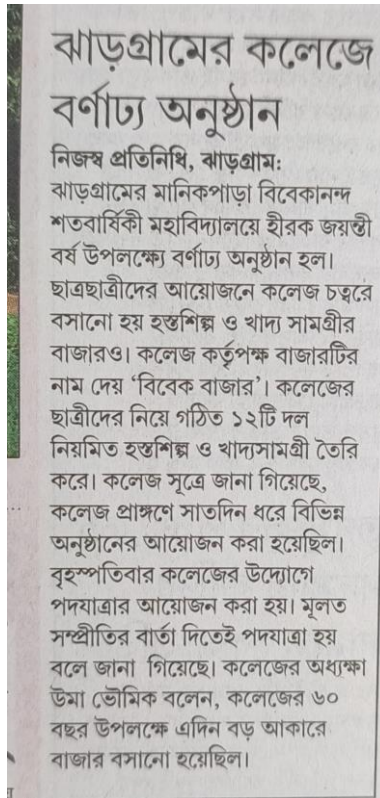 ঝাড়গ্রামের কলেজে
বর্ণাঢ্য অনুষ্ঠান
নিজস্ব প্রতিনিধি, ঝাড়গ্রাম:
ঝাড়গ্রামের মানিকপাড়া বিবেকানন্দ
শতবার্ষিকী মহাবিদ্যালয়ে হীরক জয়ন্তী
বর্ষ উপলক্ষ্যে বর্ণাঢ্য অনুষ্ঠান হল।
ছাত্রছাত্রীদের আয়োজনে কলেজ চত্বরে
বসানো হয় হস্তশিল্প ও খাদ্য সামগ্রীর
বাজারও। কলেজ কর্তৃপক্ষ বাজারটির
নাম দেয় ‘বিবেক বাজার’। কলেজের
ছাত্রীদের নিয়ে গঠিত ১২টি দল
নিয়মিত হস্তশিল্প ও খাদ্যসামগ্রী তৈরি
করে। কলেজ সূত্রে জানা গিয়েছে,
কলেজ প্রাঙ্গণে সাতদিন ধরে বিভিন্ন
অনুষ্ঠানের আয়োজন করা হয়েছিল।
বৃহস্পতিবার কলেজের উদ্যোগে
পদযাত্রার আয়োজন করা হয়। মূলত
সম্প্রীতির বার্তা দিতেই পদযাত্রা হয়
বলে জানা গিয়েছে। কলেজের অধ্যক্ষা
উমা ভৌমিক বলেন, কলেজের ৬০
বছর উপলক্ষে এদিন বড় আকারে
বাজার বসানো হয়েছিল।